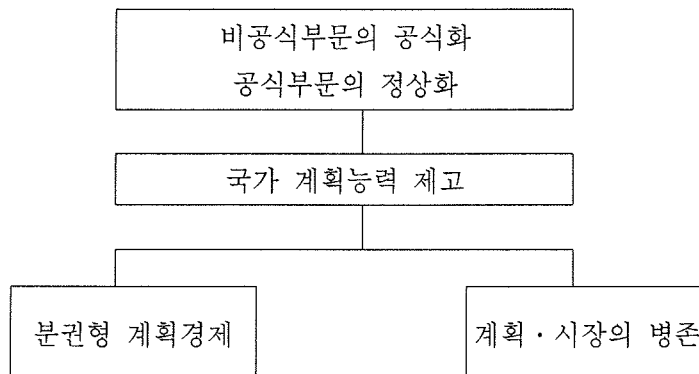 비공식부문의 공식화
공식부문의 정상화
국가 계획능력 제고
분권형 계획경제
계획·시장의 병존